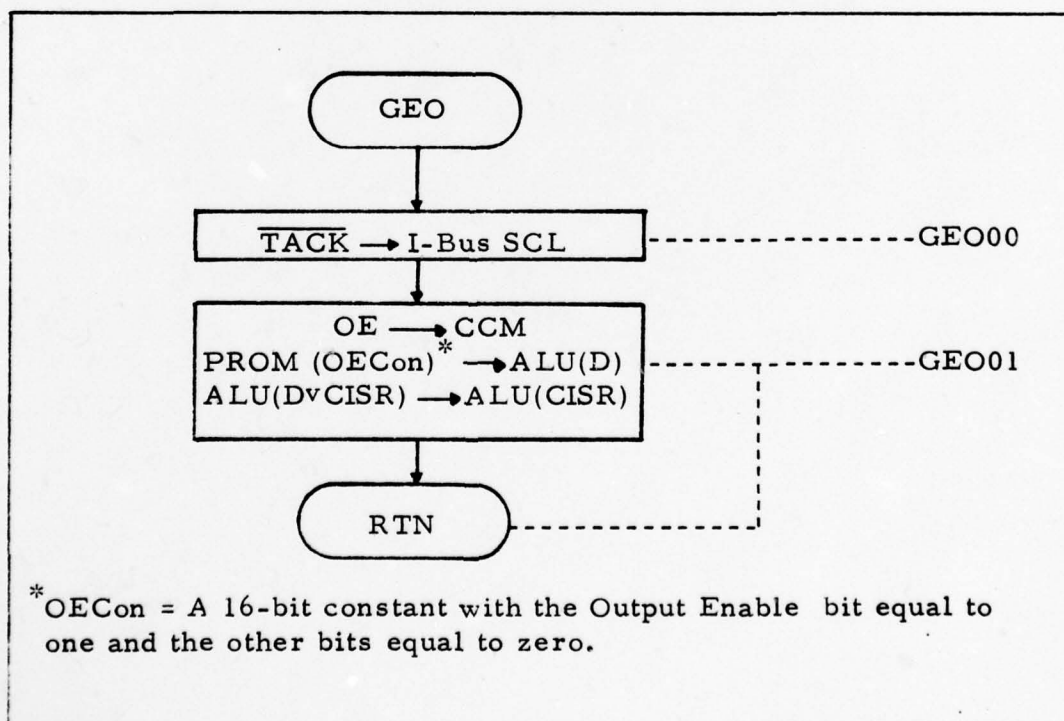 GEO
T̅A̅C̅K̅ → I-Bus SCL
GEO00
OE → CCM
PROM (OECon)* → ALU(D)
GEO01
ALU(DvCISR) → ALU(CISR)
RTN
*OECon = A 16-bit constant with the Output Enable bit equal to
one and the other bits equal to zero.